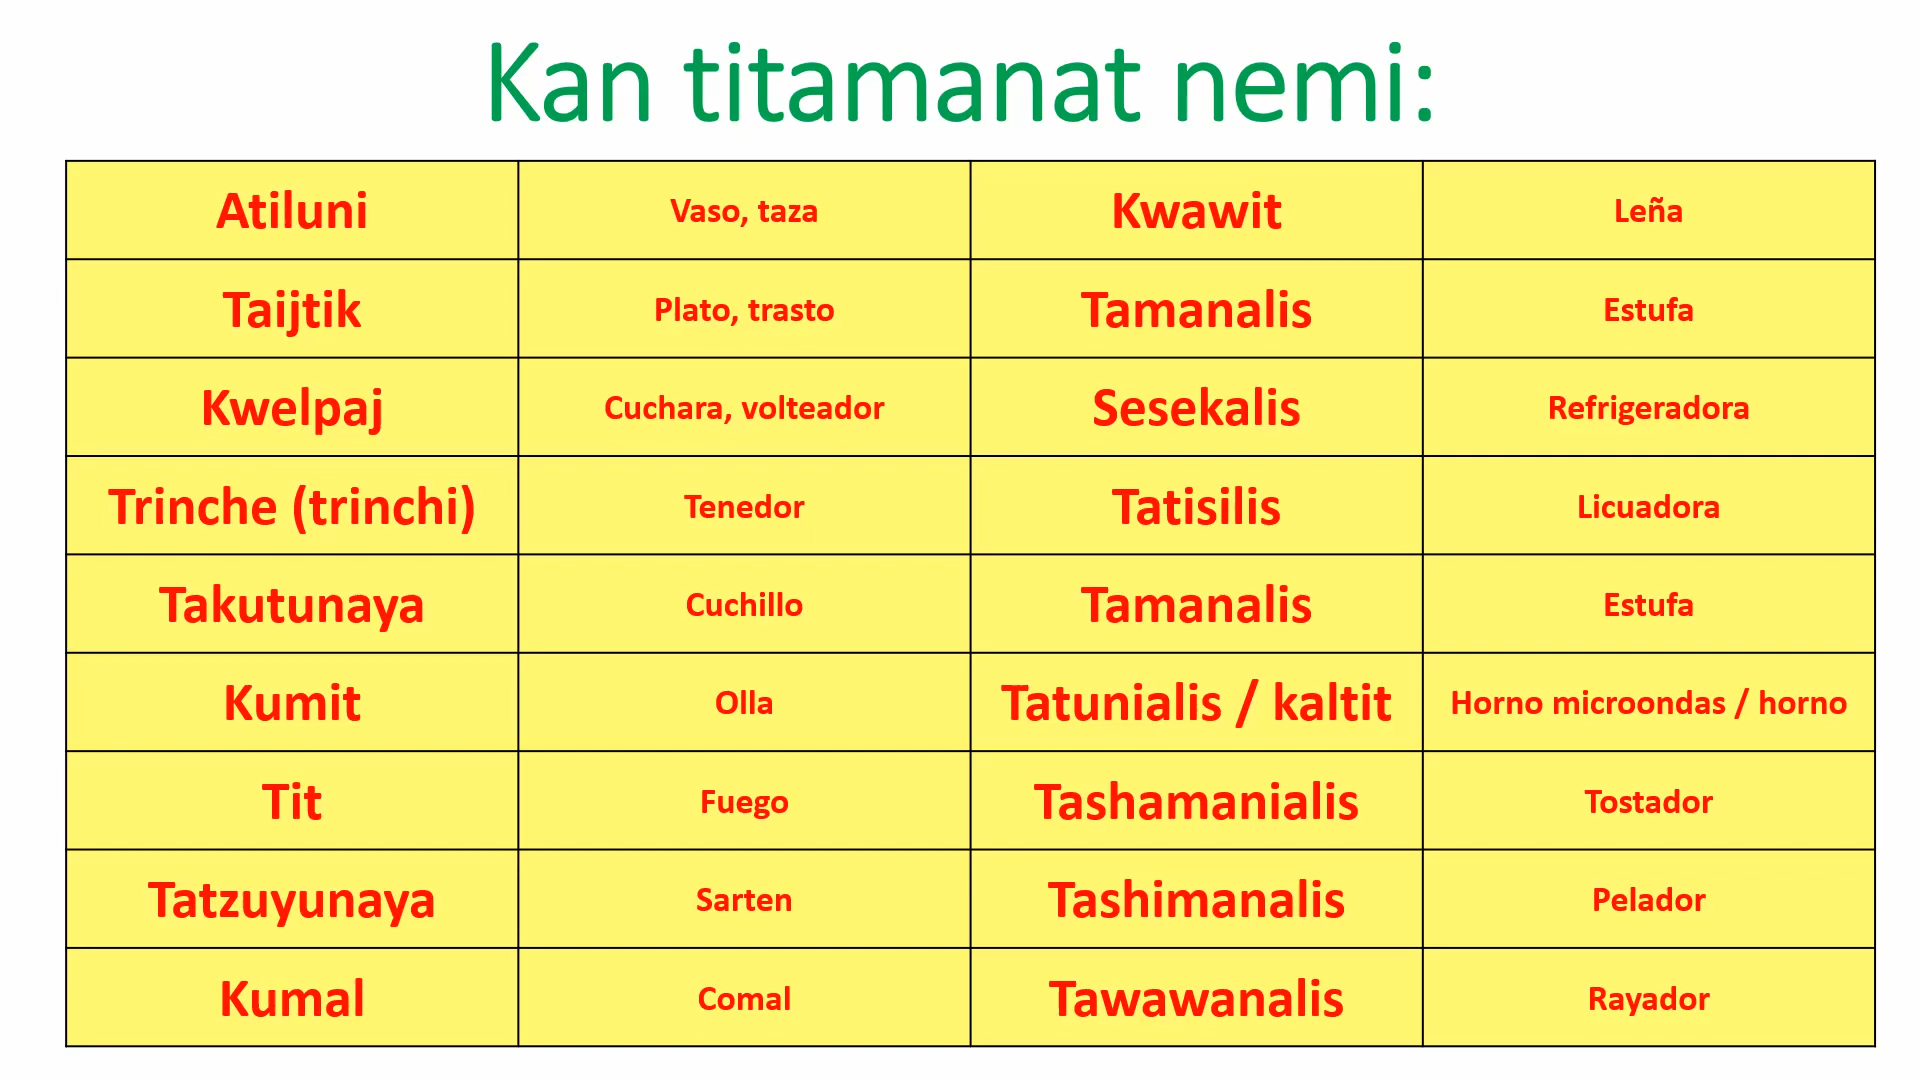 Kan titamanat nemi:
Atiluni Vaso, taza Kwawit Leña
Taijtik Plato, trasto Tamanalis Estufa
Kwelpaj Cuchara, volteador Sesekalis Refrigeradora
Trinche (trinchi) Tenedor Tatisilis Licuadora
Takutunaya Cuchillo Tamanalis Estufa
Kumit Olla Tatunialis / kaltit Horno microondas / horno
Tit Fuego Tashamanialis Tostador
Tatzuyunaya Sarten Tashimanalis Pelador
Kumal Comal Tawawanalis Rayador